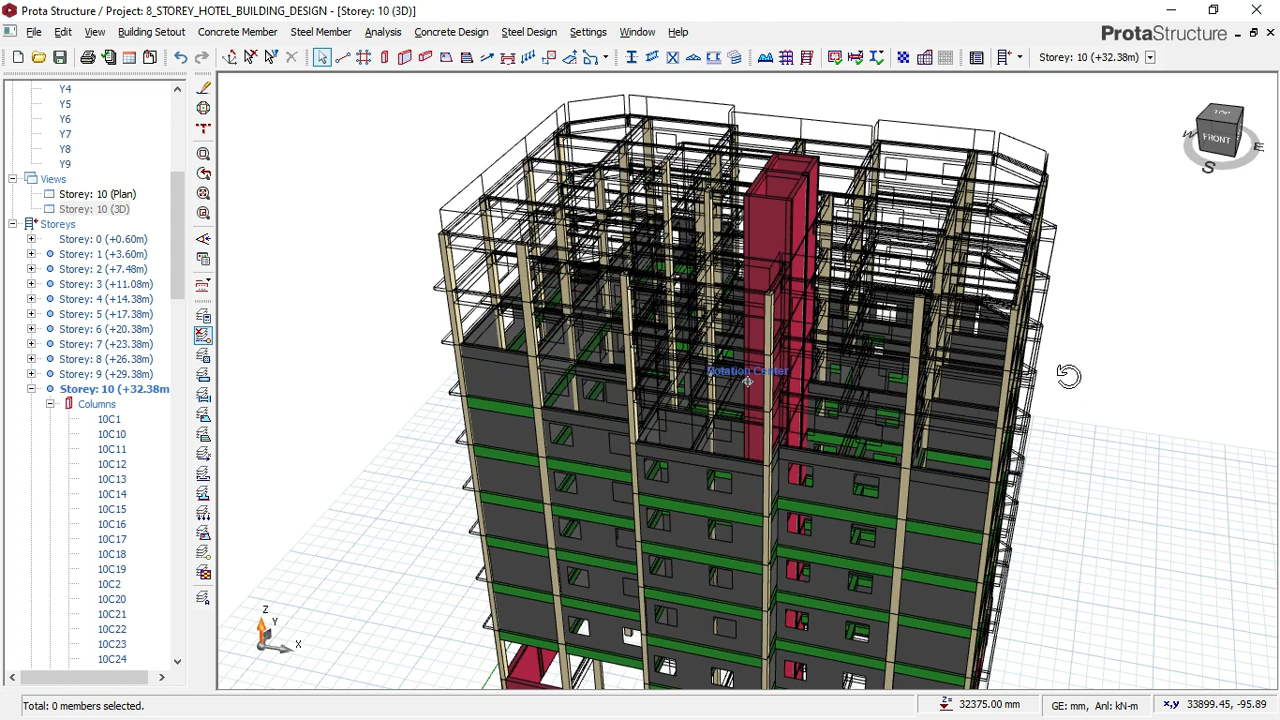 Prota Structure / Project: 8_STOREY_HOTEL_BUILDING_DESIGN - [Storey: 10 (3D)]
File Edit View Building Setout Concrete Member Steel Member Analysis Concrete Design Steel Design Settings Window Help
ProtaStructure
Storey: 10 (+32.38m)
Y4
Y5
Y6
Y7
Y8
Y9
Views
Storey: 10 (Plan)
Storey: 10 (3D)
Storeys
Storey: 0 (+0.60m)
Storey: 1 (+3.60m)
Storey: 2 (+7.48m)
Storey: 3 (+11.08m)
Storey: 4 (+14.38m)
Storey: 5 (+17.38m)
Storey: 6 (+20.38m)
Storey: 7 (+23.38m)
Storey: 8 (+26.38m)
Storey: 9 (+29.38m)
Storey: 10 (+32.38m
Columns
10C1
10C10
10C11
10C12
10C13
10C14
10C15
10C16
10C17
10C18
10C19
10C2
10C20
10C21
10C22
10C23
10C24
TOP
FRONT
W
E
S
Rotation Center
Z
Y
X
Total: 0 members selected.
Z= 32375.00 mm
GE: mm, Anl: kN-m
x,y 33899.45, -95.89